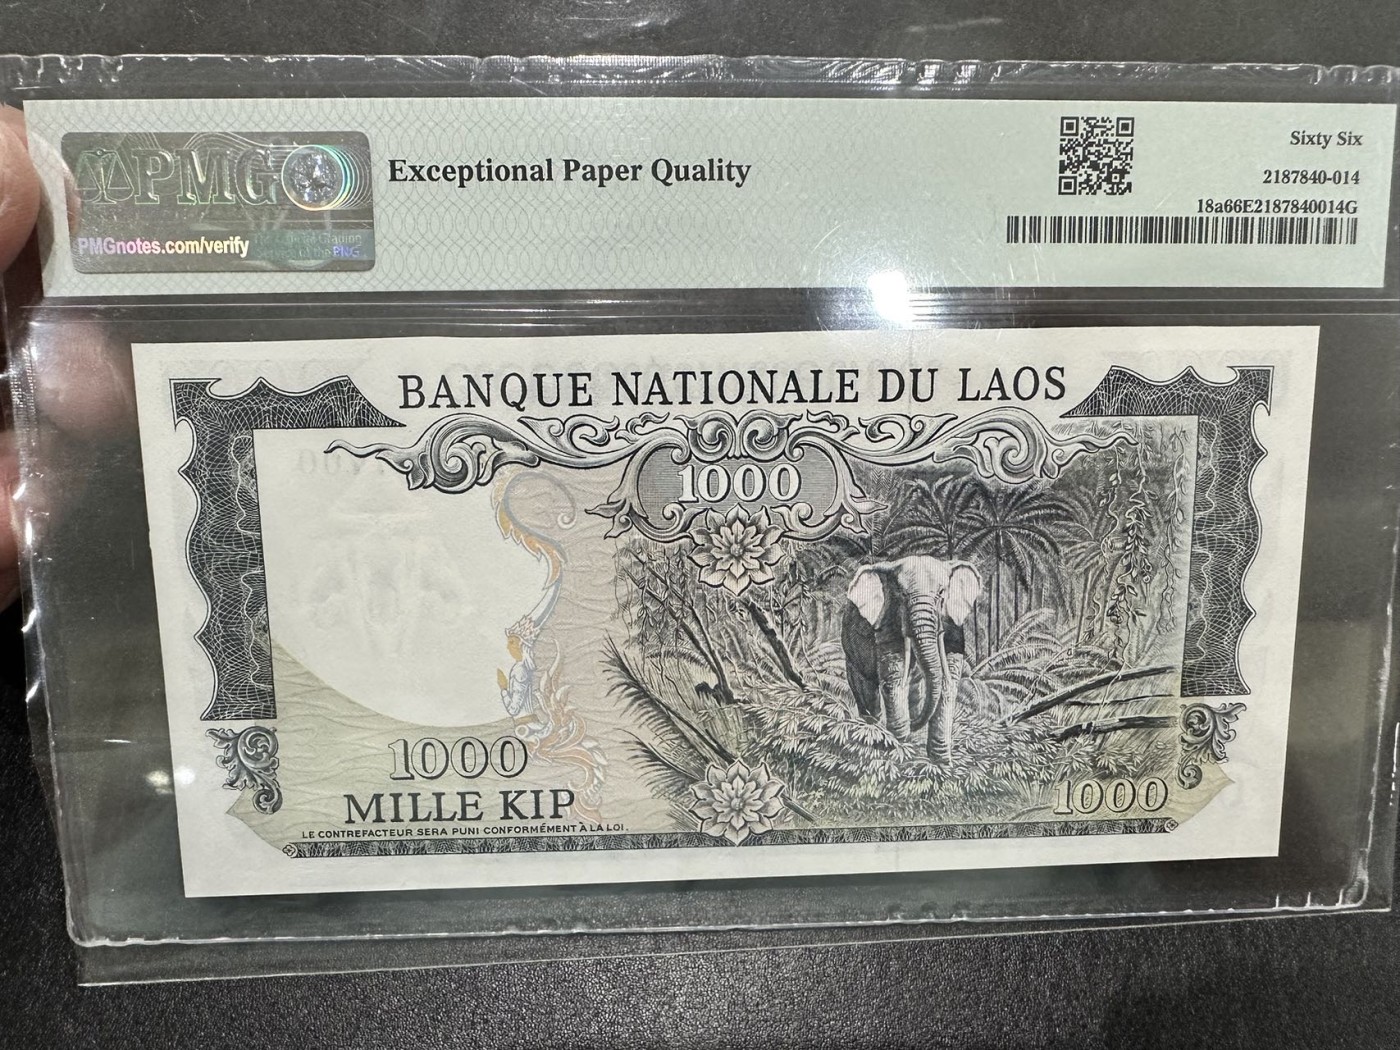 PMG
PMGnotes.com/verify
Exceptional Paper Quality
Sixty Six
2187840-014
18a66E2187840014G
BANQUE NATIONALE DU LAOS
1000
1000
MILLE KIP
LE CONTREFACTEUR SERA PUNI CONFORMÉMENT À LA LOI.
1000